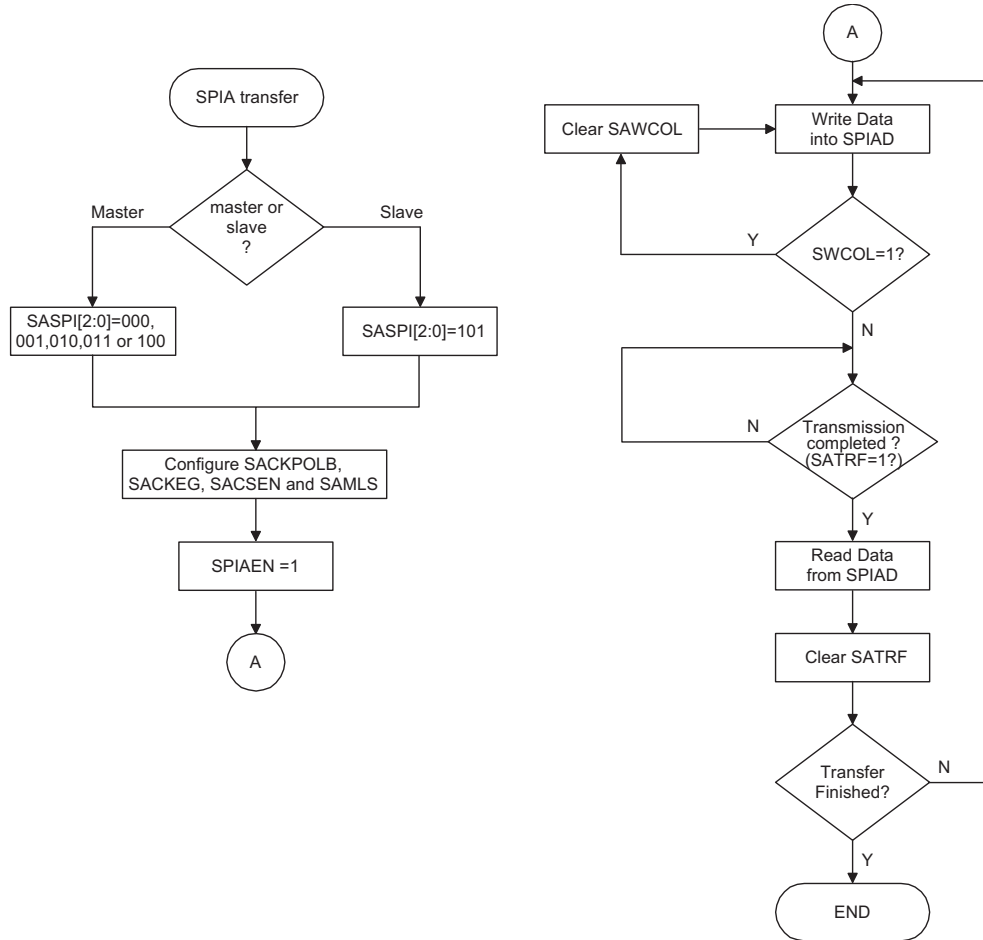 SPIA transfer
master or
slave
?
Master
Slave
SASPI[2:0]=000,
001,010,011 or 100
SASPI[2:0]=101
Configure SACKPOLB,
SACKEG, SACSEN and SAMLS
SPIAEN =1
A
A
Clear SAWCOL
Write Data
into SPIAD
Y
SWCOL=1?
N
N
Transmission
completed ?
(SATRF=1?)
Y
Read Data
from SPIAD
Clear SATRF
Transfer
Finished?
N
Y
END